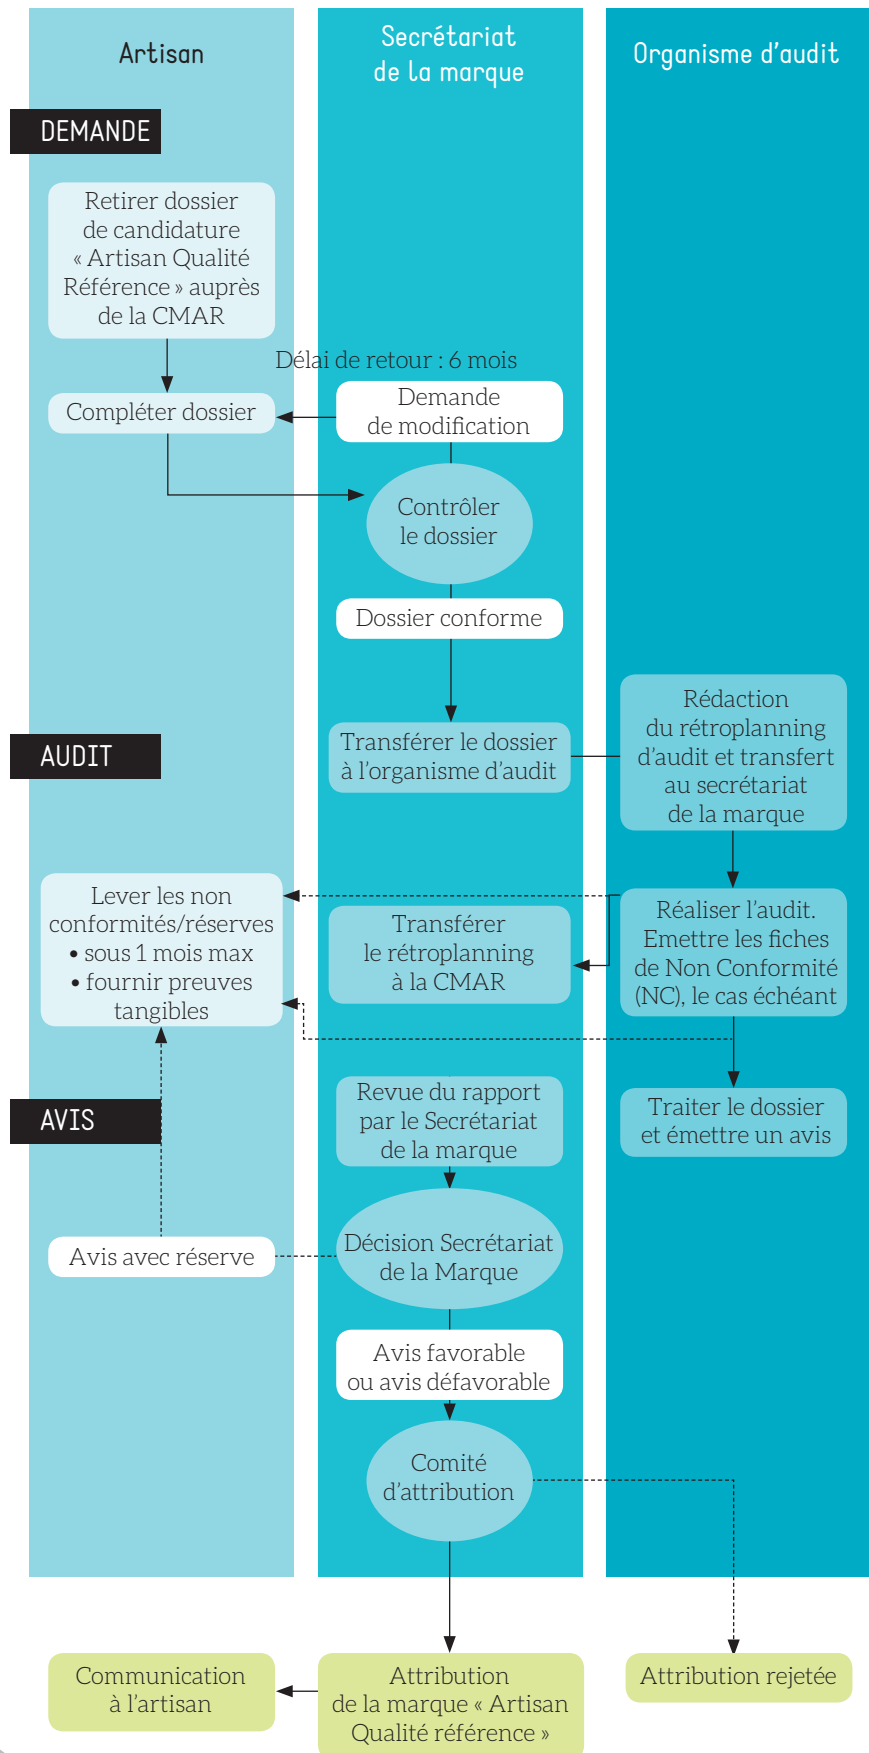 Artisan
Secrétariat
de la marque
Organisme d'audit
DEMANDE
Retirer dossier
de candidature
« Artisan Qualité
Référence » auprès
de la CMAR
Délai de retour : 6 mois
Compléter dossier
Demande
de modification
Contrôler
le dossier
Dossier conforme
AUDIT
Transférer le dossier
à l'organisme d'audit
Rédaction
du rétroplanning
d'audit et transfert
au secrétariat
de la marque
Lever les non
conformités/réserves
• sous 1 mois max
• fournir preuves
tangibles
Transférer
le rétroplanning
à la CMAR
Réaliser l'audit.
Emettre les fiches
de Non Conformité
(NC), le cas échéant
AVIS
Revue du rapport
par le Secrétariat
de la marque
Traiter le dossier
et émettre un avis
Avis avec réserve
Décision Secrétariat
de la Marque
Avis favorable
ou avis défavorable
Comité
d'attribution
Communication
à l'artisan
Attribution
de la marque « Artisan
Qualité référence »
Attribution rejetée